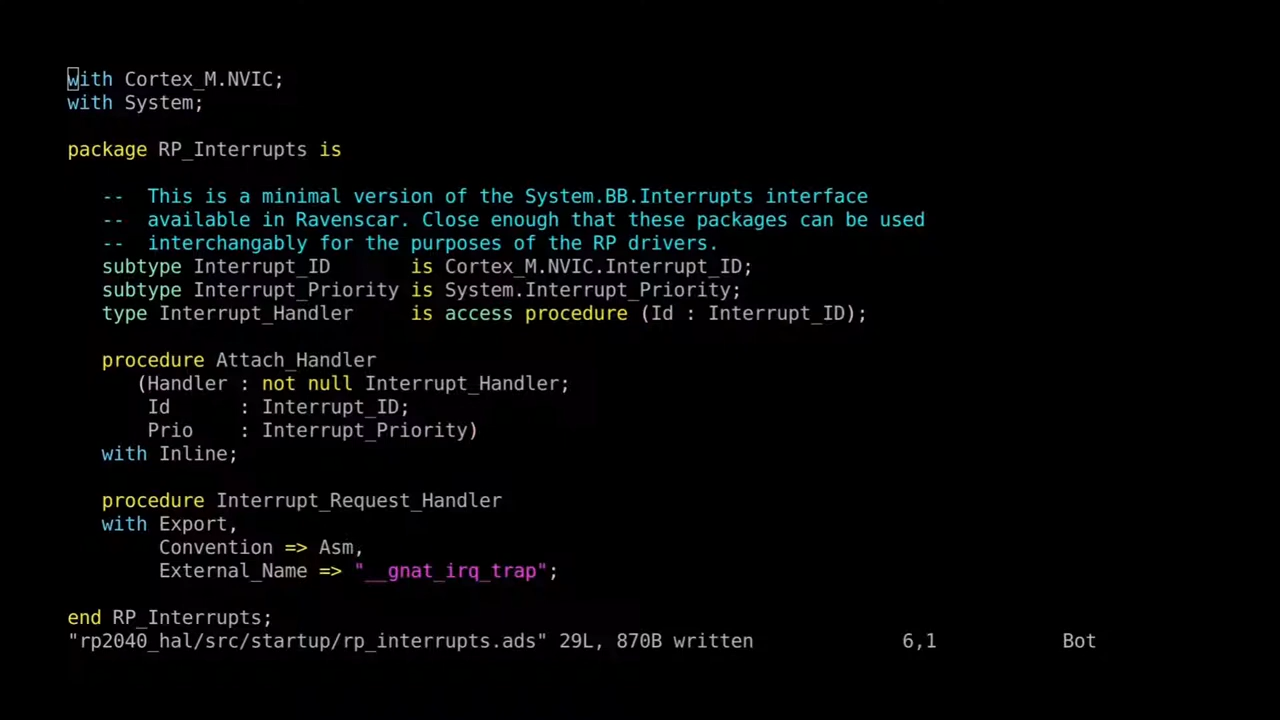 with Cortex_M.NVIC;
with System;

package RP_Interrupts is

   --  This is a minimal version of the System.BB.Interrupts interface
   --  available in Ravenscar. Close enough that these packages can be used
   --  interchangably for the purposes of the RP drivers.
   subtype Interrupt_ID       is Cortex_M.NVIC.Interrupt_ID;
   subtype Interrupt_Priority is System.Interrupt_Priority;
   type Interrupt_Handler     is access procedure (Id : Interrupt_ID);

   procedure Attach_Handler
      (Handler : not null Interrupt_Handler;
       Id      : Interrupt_ID;
       Prio    : Interrupt_Priority)
   with Inline;

   procedure Interrupt_Request_Handler
   with Export,
        Convention => Asm,
        External_Name => "__gnat_irq_trap";

end RP_Interrupts;
"rp2040_hal/src/startup/rp_interrupts.ads" 29L, 870B written             6,1           Bot